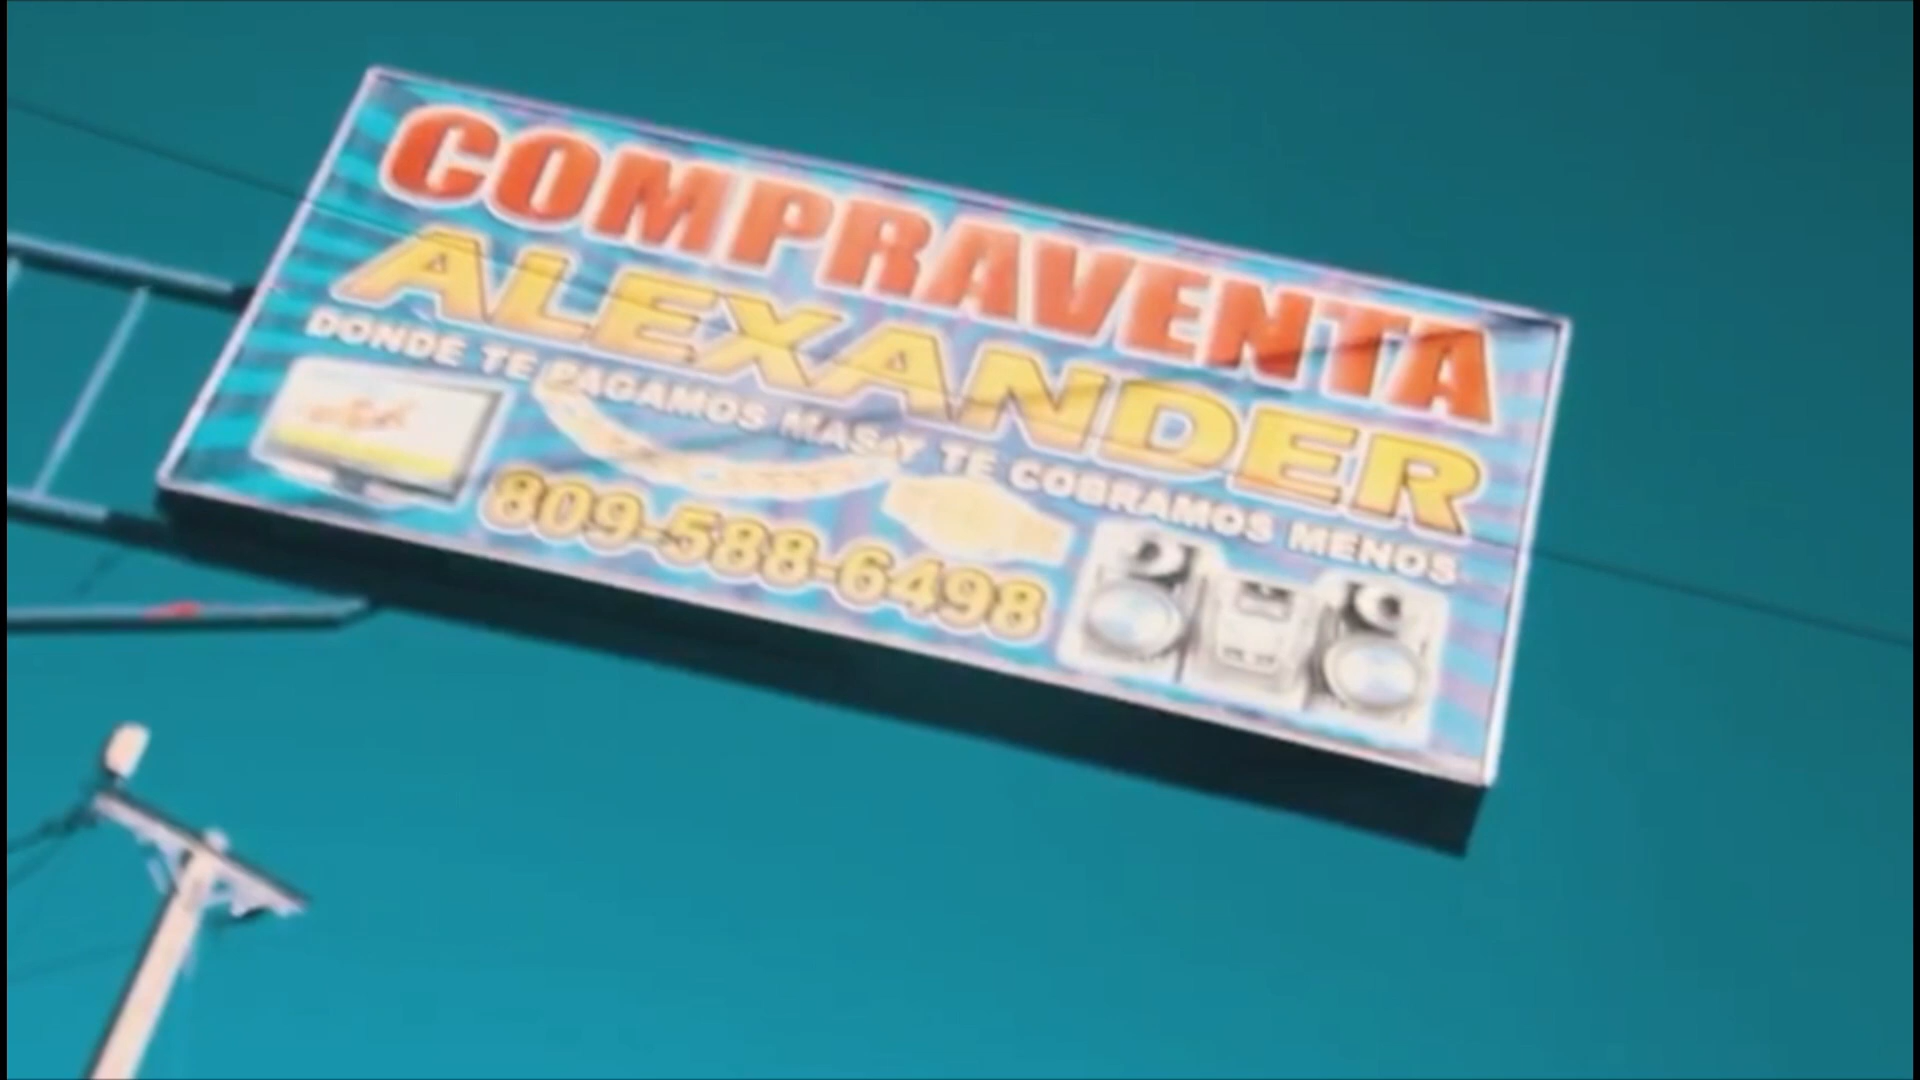 COMPRAVENTA
ALEXANDER
DONDE TE PAGAMOS MAS Y TE COBRAMOS MENOS
809-588-6498